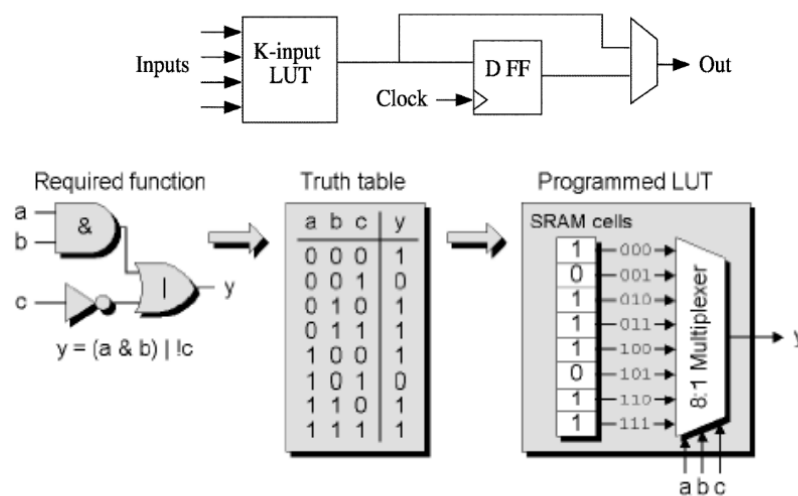 Inputs
K-input
LUT
D FF
Clock
Out
Required function
a
b
&
c
|
y
y = (a & b) | !c
Truth table
a b c y
0 0 0 1
0 0 1 0
0 1 0 1
0 1 1 1
1 0 0 1
1 0 1 0
1 1 0 1
1 1 1 1
Programmed LUT
SRAM cells
1 000
0 001
1 010
1 011
1 100
0 101
1 110
1 111
8:1 Multiplexer
y
a b c